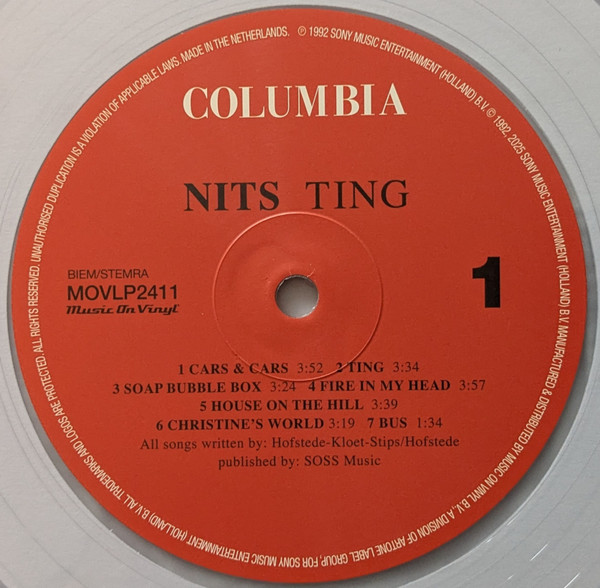 COLUMBIA
NITS TING
BIEM/STEMRA
MOVLP2411
Music On Vinyl
1
1 CARS & CARS 3:52 2 TING 3:34
3 SOAP BUBBLE BOX 3:24 4 FIRE IN MY HEAD 3:57
5 HOUSE ON THE HILL 3:39
6 CHRISTINE'S WORLD 3:19 7 BUS 1:34
All songs written by: Hofstede-Kloet-Stips/Hofstede
published by: SOSS Music
℗ 1992 SONY MUSIC ENTERTAINMENT (HOLLAND) B.V. © 1992, 2025 SONY MUSIC ENTERTAINMENT (HOLLAND) B.V. MANUFACTURED & DISTRIBUTED BY MUSIC ON VINYL B.V. A DIVISION OF ARTONE LABEL GROUP, FOR SONY MUSIC ENTERTAINMENT (HOLLAND) B.V. ALL TRADEMARKS AND LOGOS ARE PROTECTED. ALL RIGHTS RESERVED. UNAUTHORISED DUPLICATION IS A VIOLATION OF APPLICABLE LAWS. MADE IN THE NETHERLANDS.